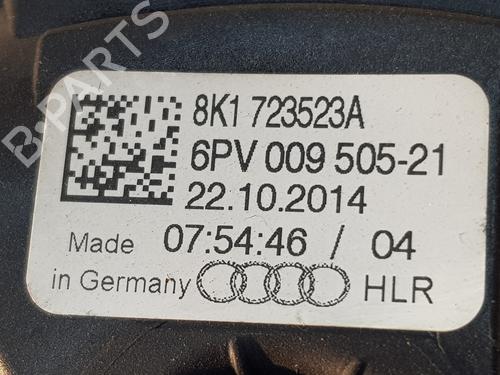 B-PARTS
8K1 723523A
6PV 009 505-21
22.10.2014
Made 07:54:46 / 04
in Germany HLR